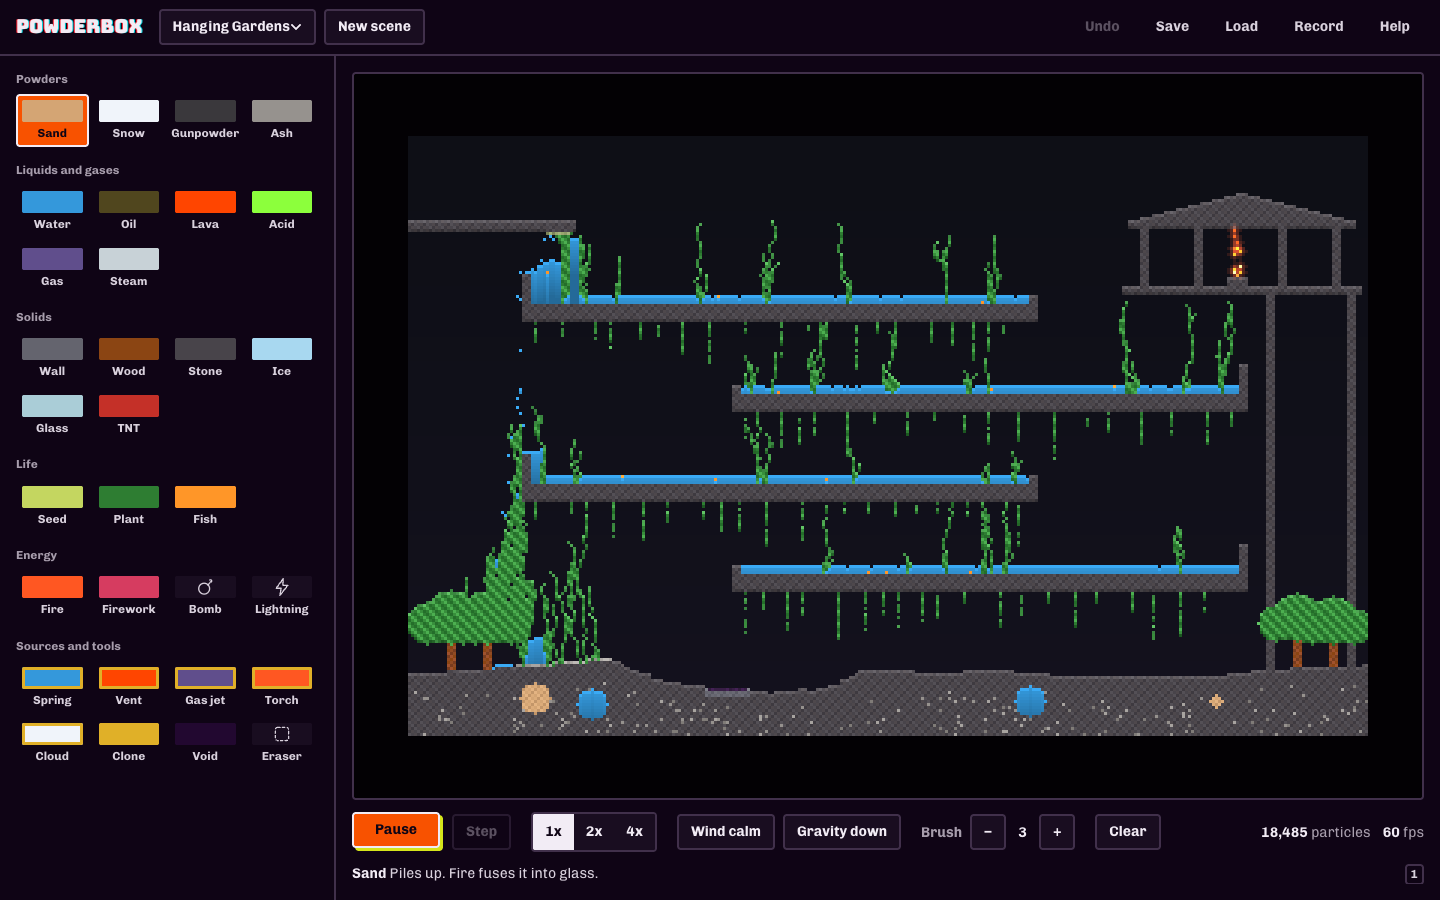 POWDERBOX Hanging Gardens New scene Undo Save Load Record Help
Powders
Sand Snow Gunpowder Ash
Liquids and gases
Water Oil Lava Acid
Gas Steam
Solids
Wall Wood Stone Ice
Glass TNT
Life
Seed Plant Fish
Energy
Fire Firework Bomb Lightning
Sources and tools
Spring Vent Gas jet Torch
Cloud Clone Void Eraser
Pause Step 1x 2x 4x Wind calm Gravity down Brush − 3 + Clear 18,485 particles 60 fps
Sand Piles up. Fire fuses it into glass. 1